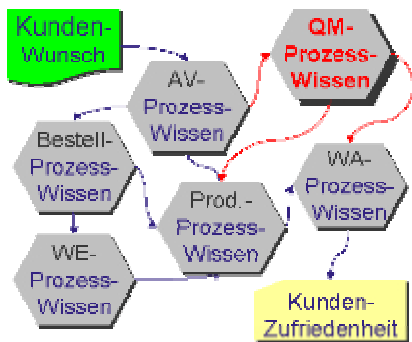 Kunden-
Wunsch
QM-
Prozess-
Wissen
AV-
Prozess-
Wissen
Bestell-
Prozess-
Wissen
WA-
Prozess-
Wissen
Prod.-
Prozess-
Wissen
WE-
Prozess-
Wissen
Kunden-
Zufriedenheit